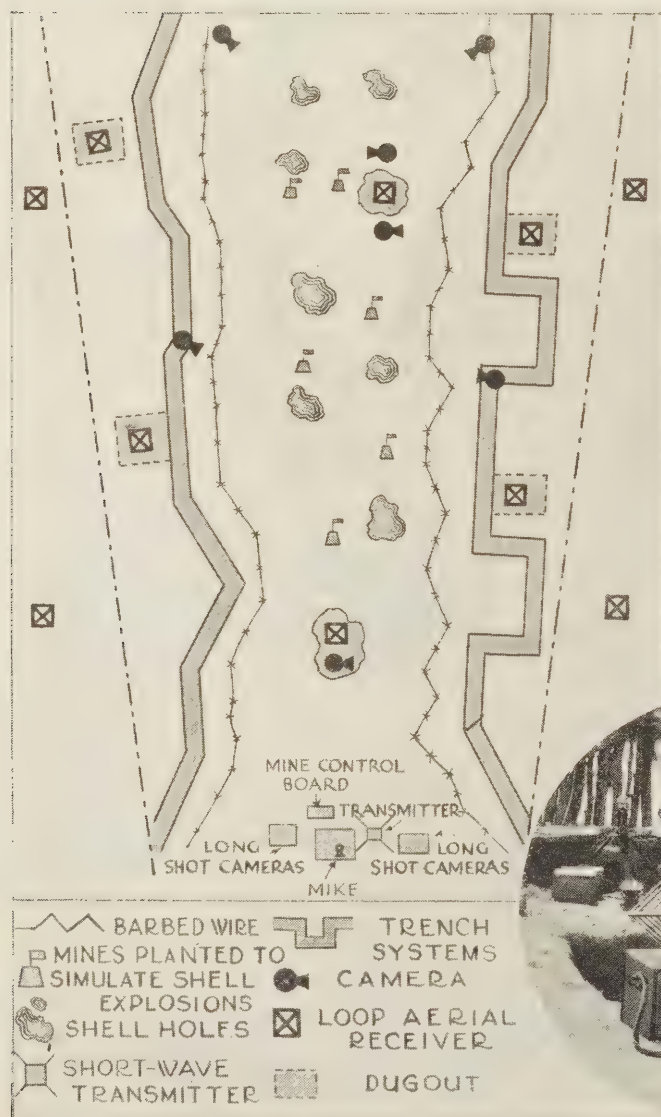 MINE CONTROL
BOARD
TRANSMITTER
LONG
SHOT CAMERAS
LONG
SHOT CAMERAS
MIKE
BARBED WIRE
TRENCH
SYSTEMS
MINES PLANTED TO
SIMULATE SHELL
EXPLOSIONS
CAMERA
SHELL HOLES
LOOP AERIAL
RECEIVER
SHORT-WAVE
TRANSMITTER
DUGOUT